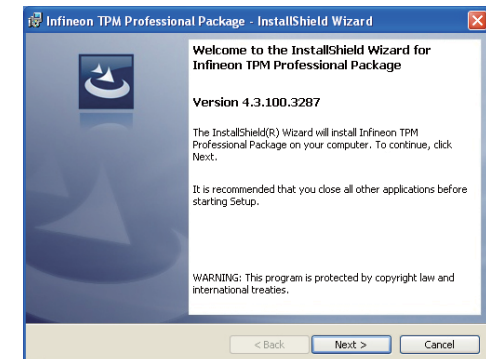 Infineon TPM Professional Package - InstallShield Wizard
Welcome to the InstallShield Wizard for
Infineon TPM Professional Package
Version 4.3.100.3287
The InstallShield(R) Wizard will install Infineon TPM
Professional Package on your computer. To continue, click
Next.
It is recommended that you close all other applications before
starting Setup.
WARNING: This program is protected by copyright law and
international treaties.
< Back Next > Cancel